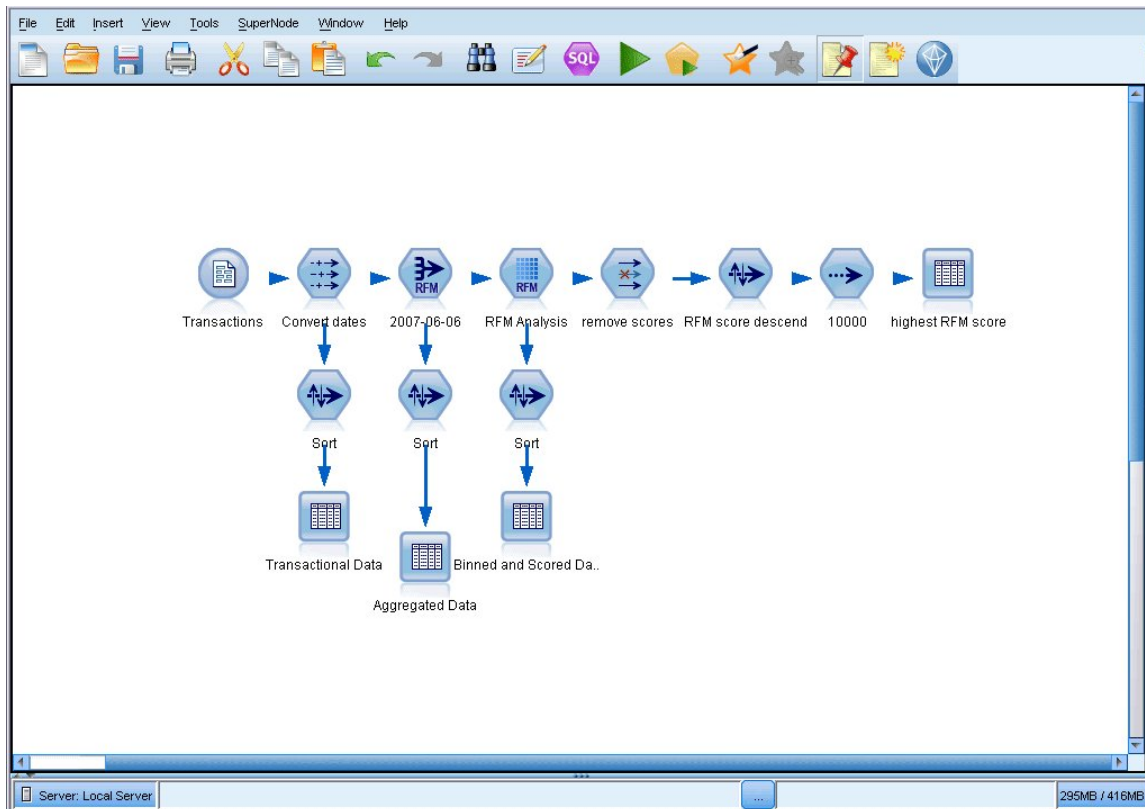 File Edit Insert View Tools SuperNode Window Help
SQL
RFM RFM
Transactions Convert dates 2007-06-06 RFM Analysis remove scores RFM score descend 10000 highest RFM score
Sort Sort Sort
Transactional Data Binned and Scored Da..
Aggregated Data
Server: Local Server ... 295MB / 416MB